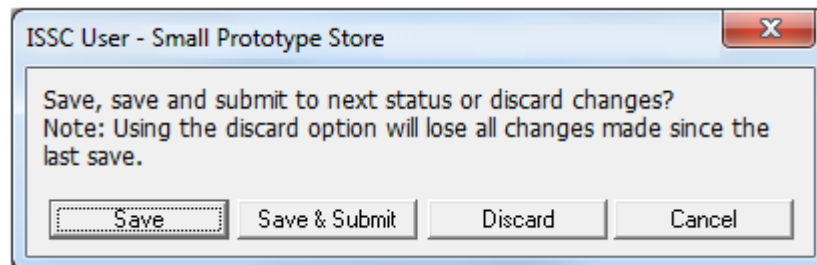 ISSC User - Small Prototype Store
Save, save and submit to next status or discard changes?
Note: Using the discard option will lose all changes made since the
last save.
Save Save & Submit Discard Cancel